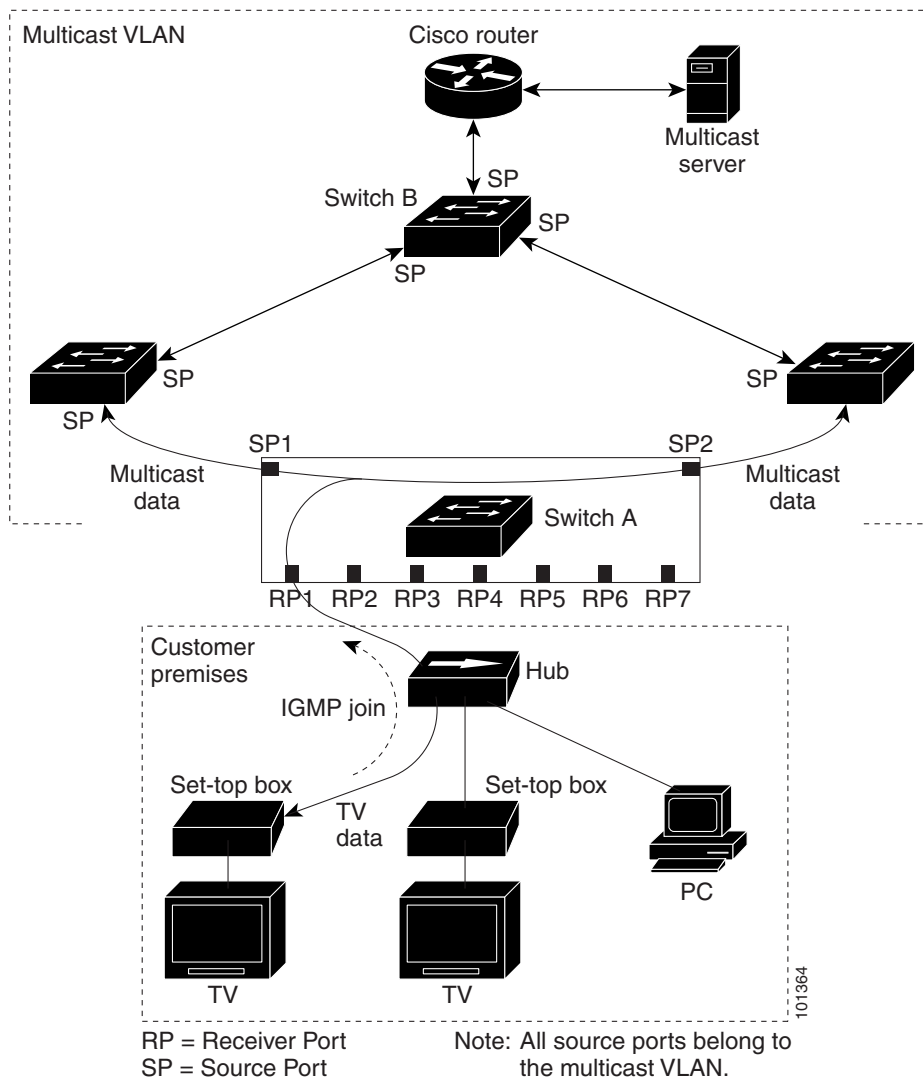 Multicast VLAN
Cisco router
Multicast
server
SP
Switch B
SP
SP
SP
SP
SP
SP1
SP2
Multicast
data
Multicast
data
Switch A
RP1 RP2 RP3 RP4 RP5 RP6 RP7
Customer
premises
Hub
IGMP join
Set-top box
Set-top box
TV
data
PC
TV
TV
101364
RP = Receiver Port
SP = Source Port
Note: All source ports belong to
the multicast VLAN.